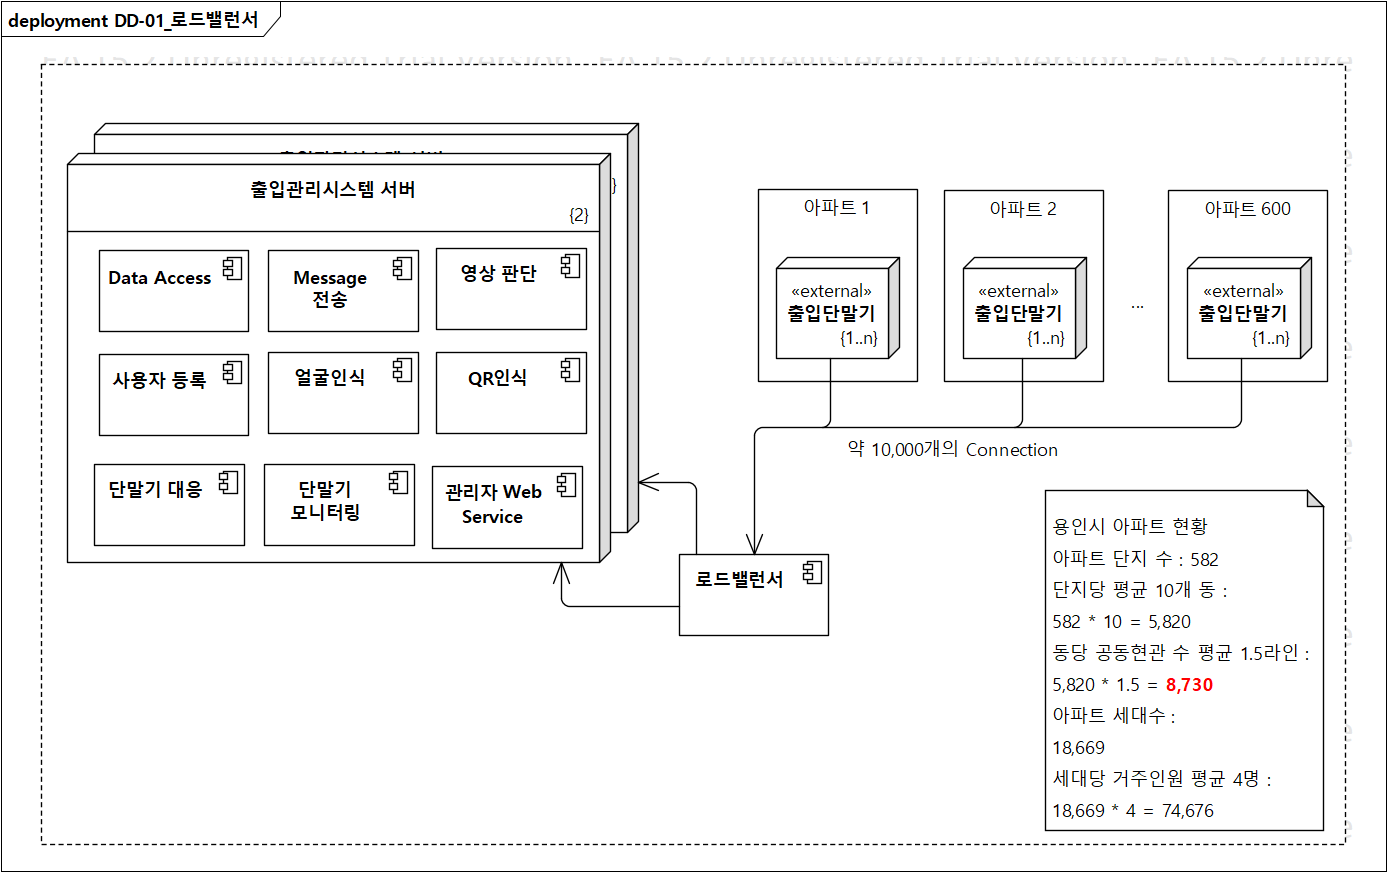 deployment DD-01_로드밸런서
출입관리시스템 서버
{2}
Data Access
Message
전송
영상 판단
사용자 등록
얼굴인식
QR인식
단말기 대응
단말기
모니터링
관리자 Web
Service
아파트 1
«external»
출입단말기
{1..n}
아파트 2
«external»
출입단말기
{1..n}
...
아파트 600
«external»
출입단말기
{1..n}
약 10,000개의 Connection
로드밸런서
용인시 아파트 현황
아파트 단지 수 : 582
단지당 평균 10개 동 :
582 * 10 = 5,820
동당 공동현관 수 평균 1.5라인 :
5,820 * 1.5 = 8,730
아파트 세대수 :
18,669
세대당 거주인원 평균 4명 :
18,669 * 4 = 74,676